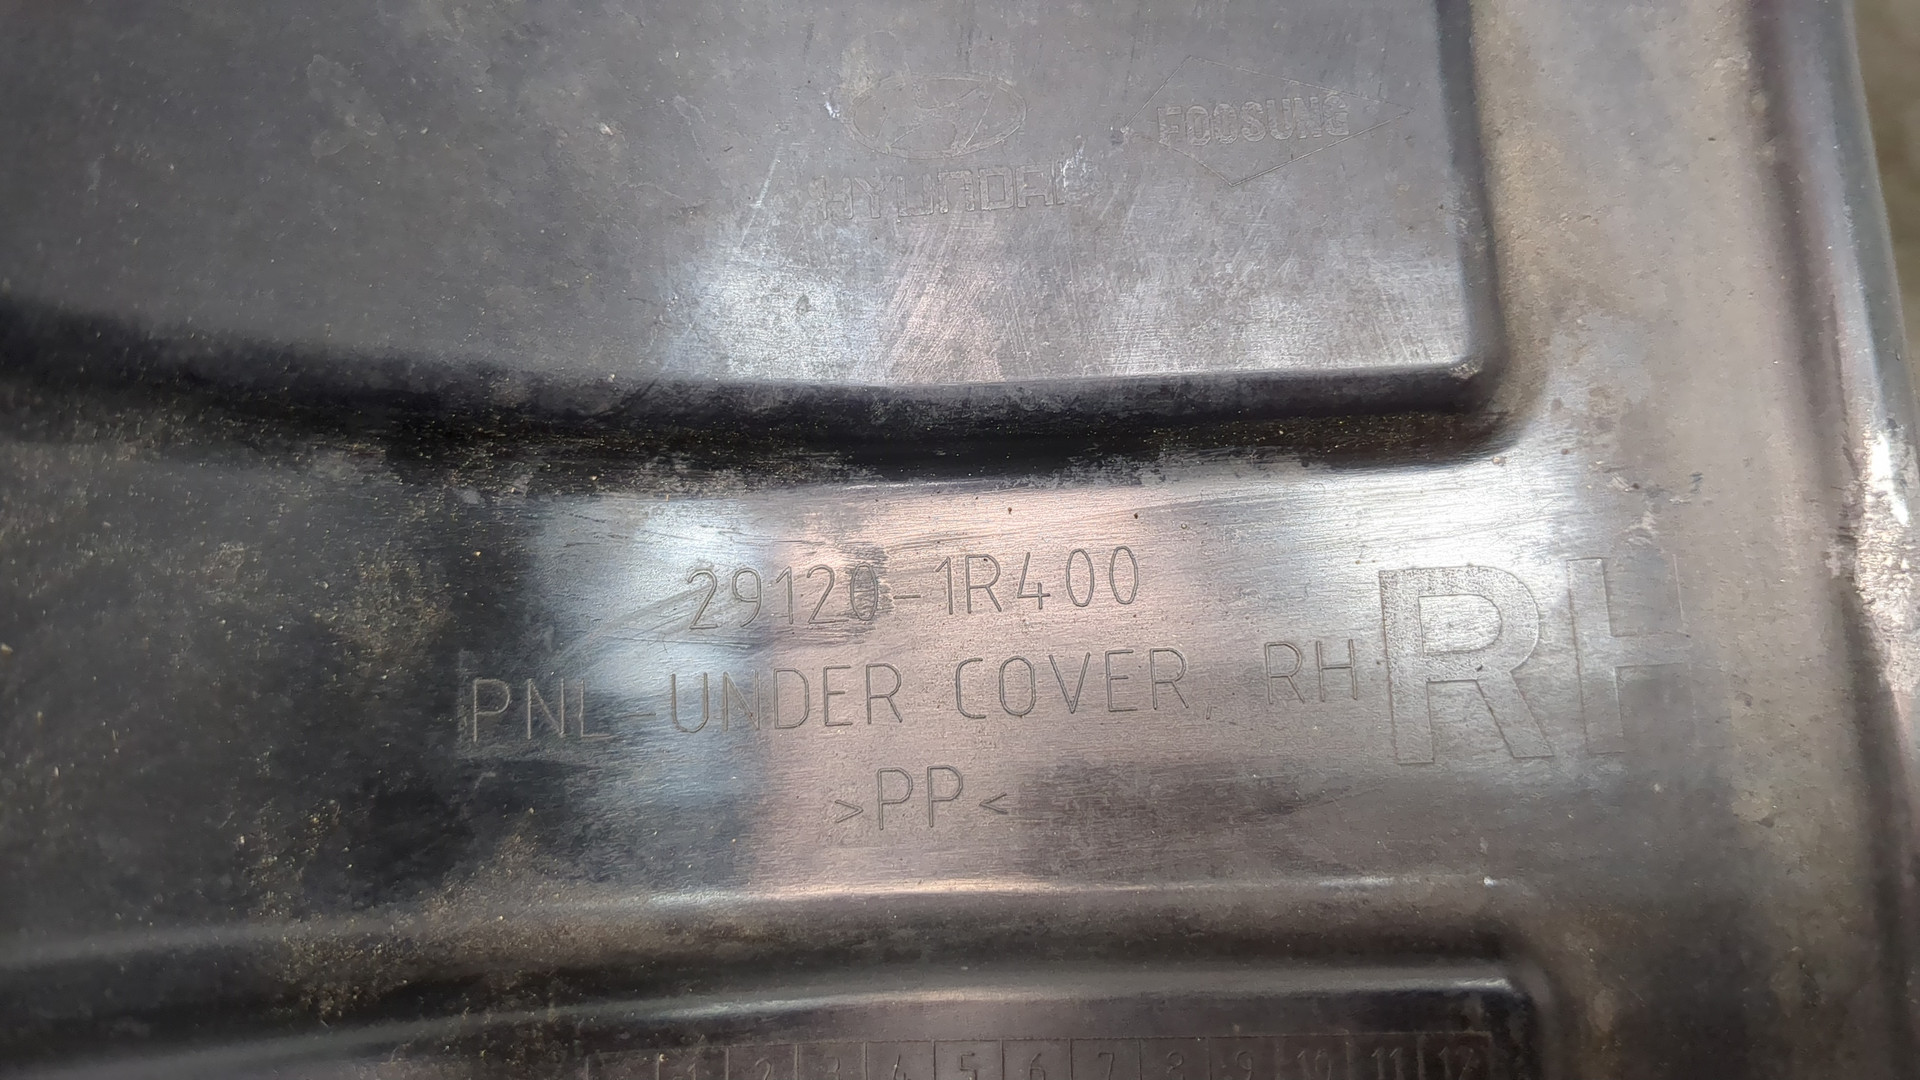 HYUNDAI
FOOSUNG
29120-1R400
PNL-UNDER COVER, RH
RH
>PP<
1 2 3 4 5 6 7 8 9 10 11 12